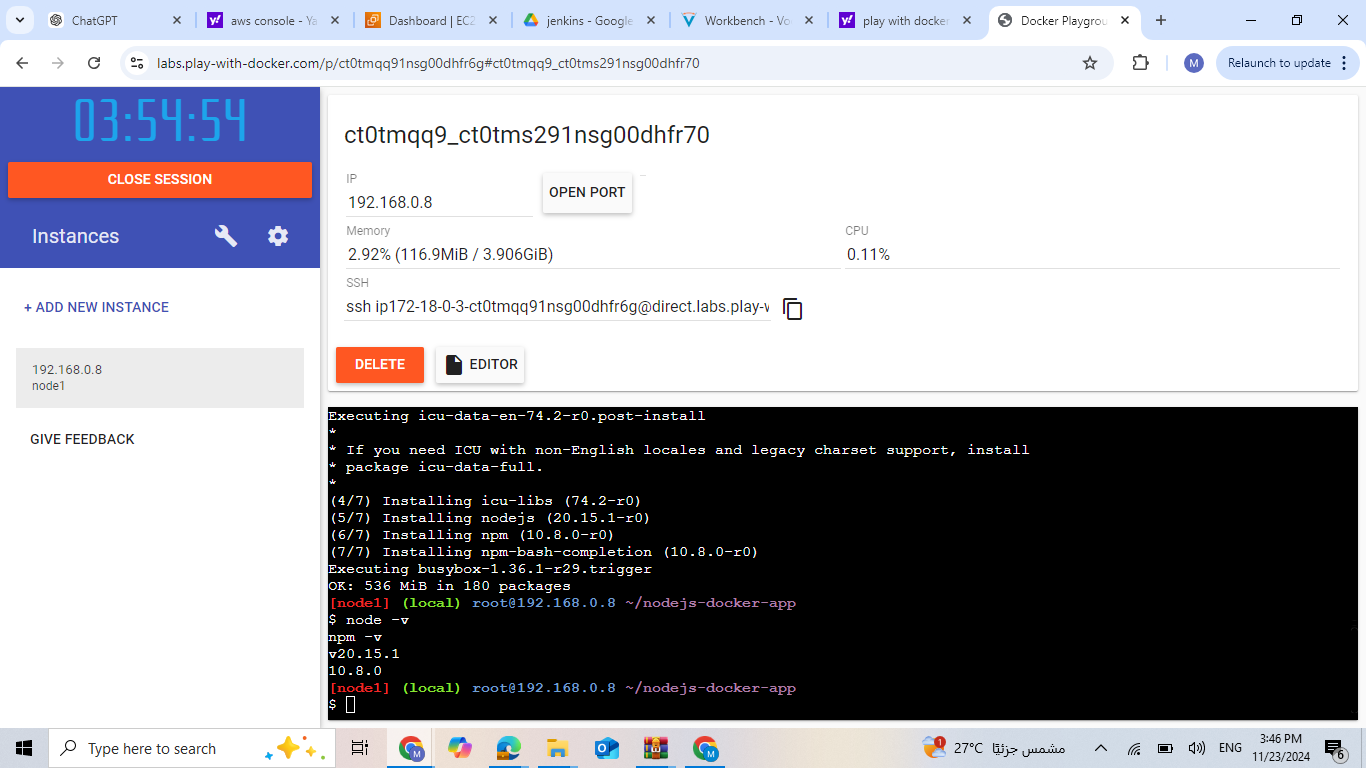 ChatGPT
aws console - Ya
Dashboard | EC2
jenkins - Google
Workbench - Vo
play with docker
Docker Playgrou
labs.play-with-docker.com/p/ct0tmqq91nsg00dhfr6g#ct0tmqq9_ct0tms291nsg00dhfr70
M
Relaunch to update
03:54:54
CLOSE SESSION
Instances
+ ADD NEW INSTANCE
192.168.0.8
node1
GIVE FEEDBACK
ct0tmqq9_ct0tms291nsg00dhfr70
IP
192.168.0.8
OPEN PORT
Memory
2.92% (116.9MiB / 3.906GiB)
CPU
0.11%
SSH
ssh ip172-18-0-3-ct0tmqq91nsg00dhfr6g@direct.labs.play-w
DELETE
EDITOR
Executing icu-data-en-74.2-r0.post-install
*
* If you need ICU with non-English locales and legacy charset support, install
* package icu-data-full.
*
(4/7) Installing icu-libs (74.2-r0)
(5/7) Installing nodejs (20.15.1-r0)
(6/7) Installing npm (10.8.0-r0)
(7/7) Installing npm-bash-completion (10.8.0-r0)
Executing busybox-1.36.1-r29.trigger
OK: 536 MiB in 180 packages
[node1] (local) root@192.168.0.8 ~/nodejs-docker-app
$ node -v
npm -v
v20.15.1
10.8.0
[node1] (local) root@192.168.0.8 ~/nodejs-docker-app
$
Type here to search
M
M
1
27°C مشمس جزئيًا
ENG
3:46 PM
11/23/2024
6